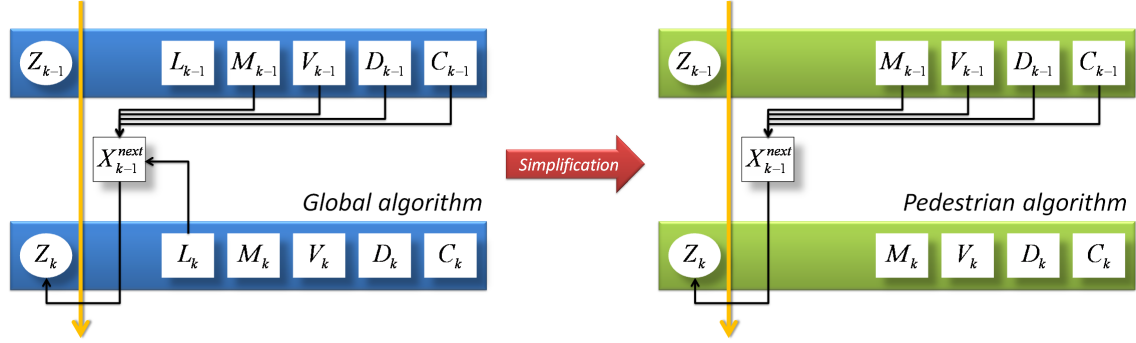 Z_{k-1} L_{k-1} M_{k-1} V_{k-1} D_{k-1} C_{k-1}
X_{k-1}^{next}
Global algorithm
Z_k L_k M_k V_k D_k C_k
Simplification
Z_{k-1} M_{k-1} V_{k-1} D_{k-1} C_{k-1}
X_{k-1}^{next}
Pedestrian algorithm
Z_k M_k V_k D_k C_k